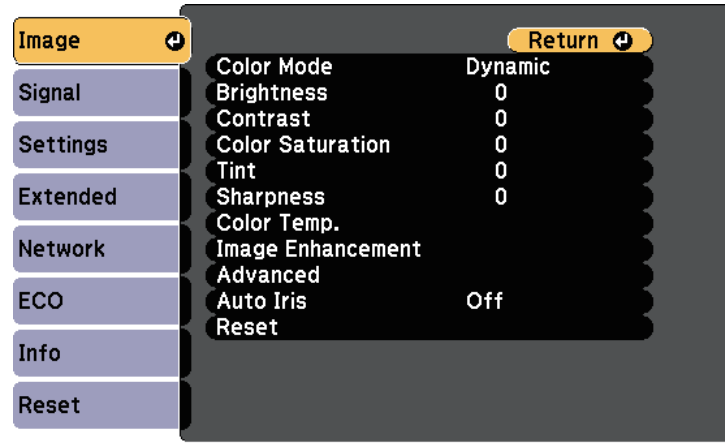 Image
Signal
Settings
Extended
Network
ECO
Info
Reset
Return
Color Mode Dynamic
Brightness 0
Contrast 0
Color Saturation 0
Tint 0
Sharpness 0
Color Temp.
Image Enhancement
Advanced
Auto Iris Off
Reset